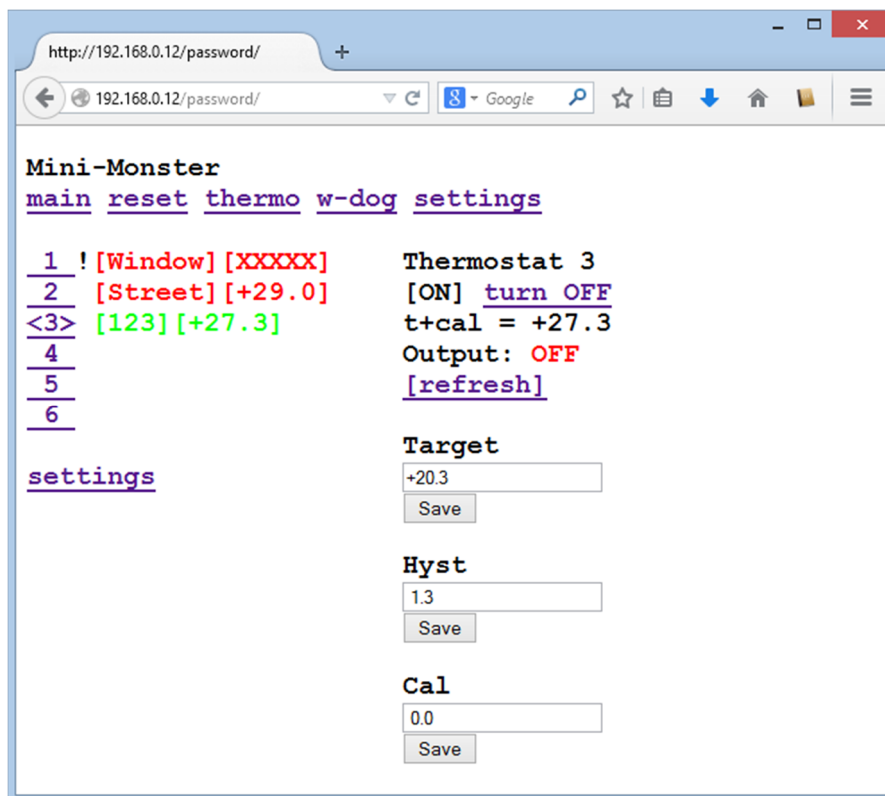 http://192.168.0.12/password/
192.168.0.12/password/
8 Google
Mini-Monster
main reset thermo w-dog settings
1 ![Window][XXXXX]
2 [Street][+29.0]
<3> [123][+27.3]
4
5
6
settings
Thermostat 3
[ON] turn OFF
t+cal = +27.3
Output: OFF
[refresh]
Target
+20.3
Save
Hyst
1.3
Save
Cal
0.0
Save